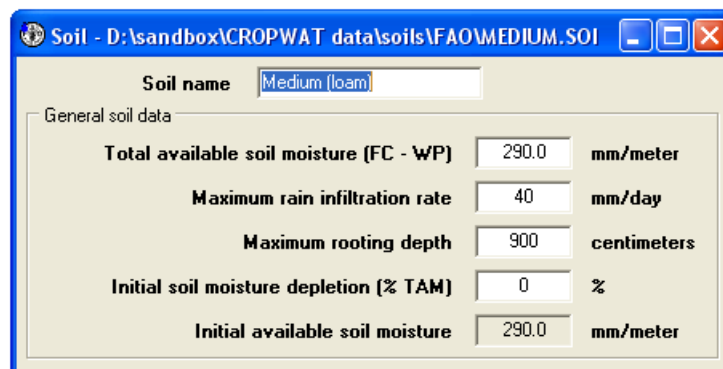 Soil - D:\sandbox\CROPWAT data\soils\FAO\MEDIUM.SOI
Soil name Medium (loam)
General soil data
Total available soil moisture (FC - WP) 290.0 mm/meter
Maximum rain infiltration rate 40 mm/day
Maximum rooting depth 900 centimeters
Initial soil moisture depletion (% TAM) 0 %
Initial available soil moisture 290.0 mm/meter